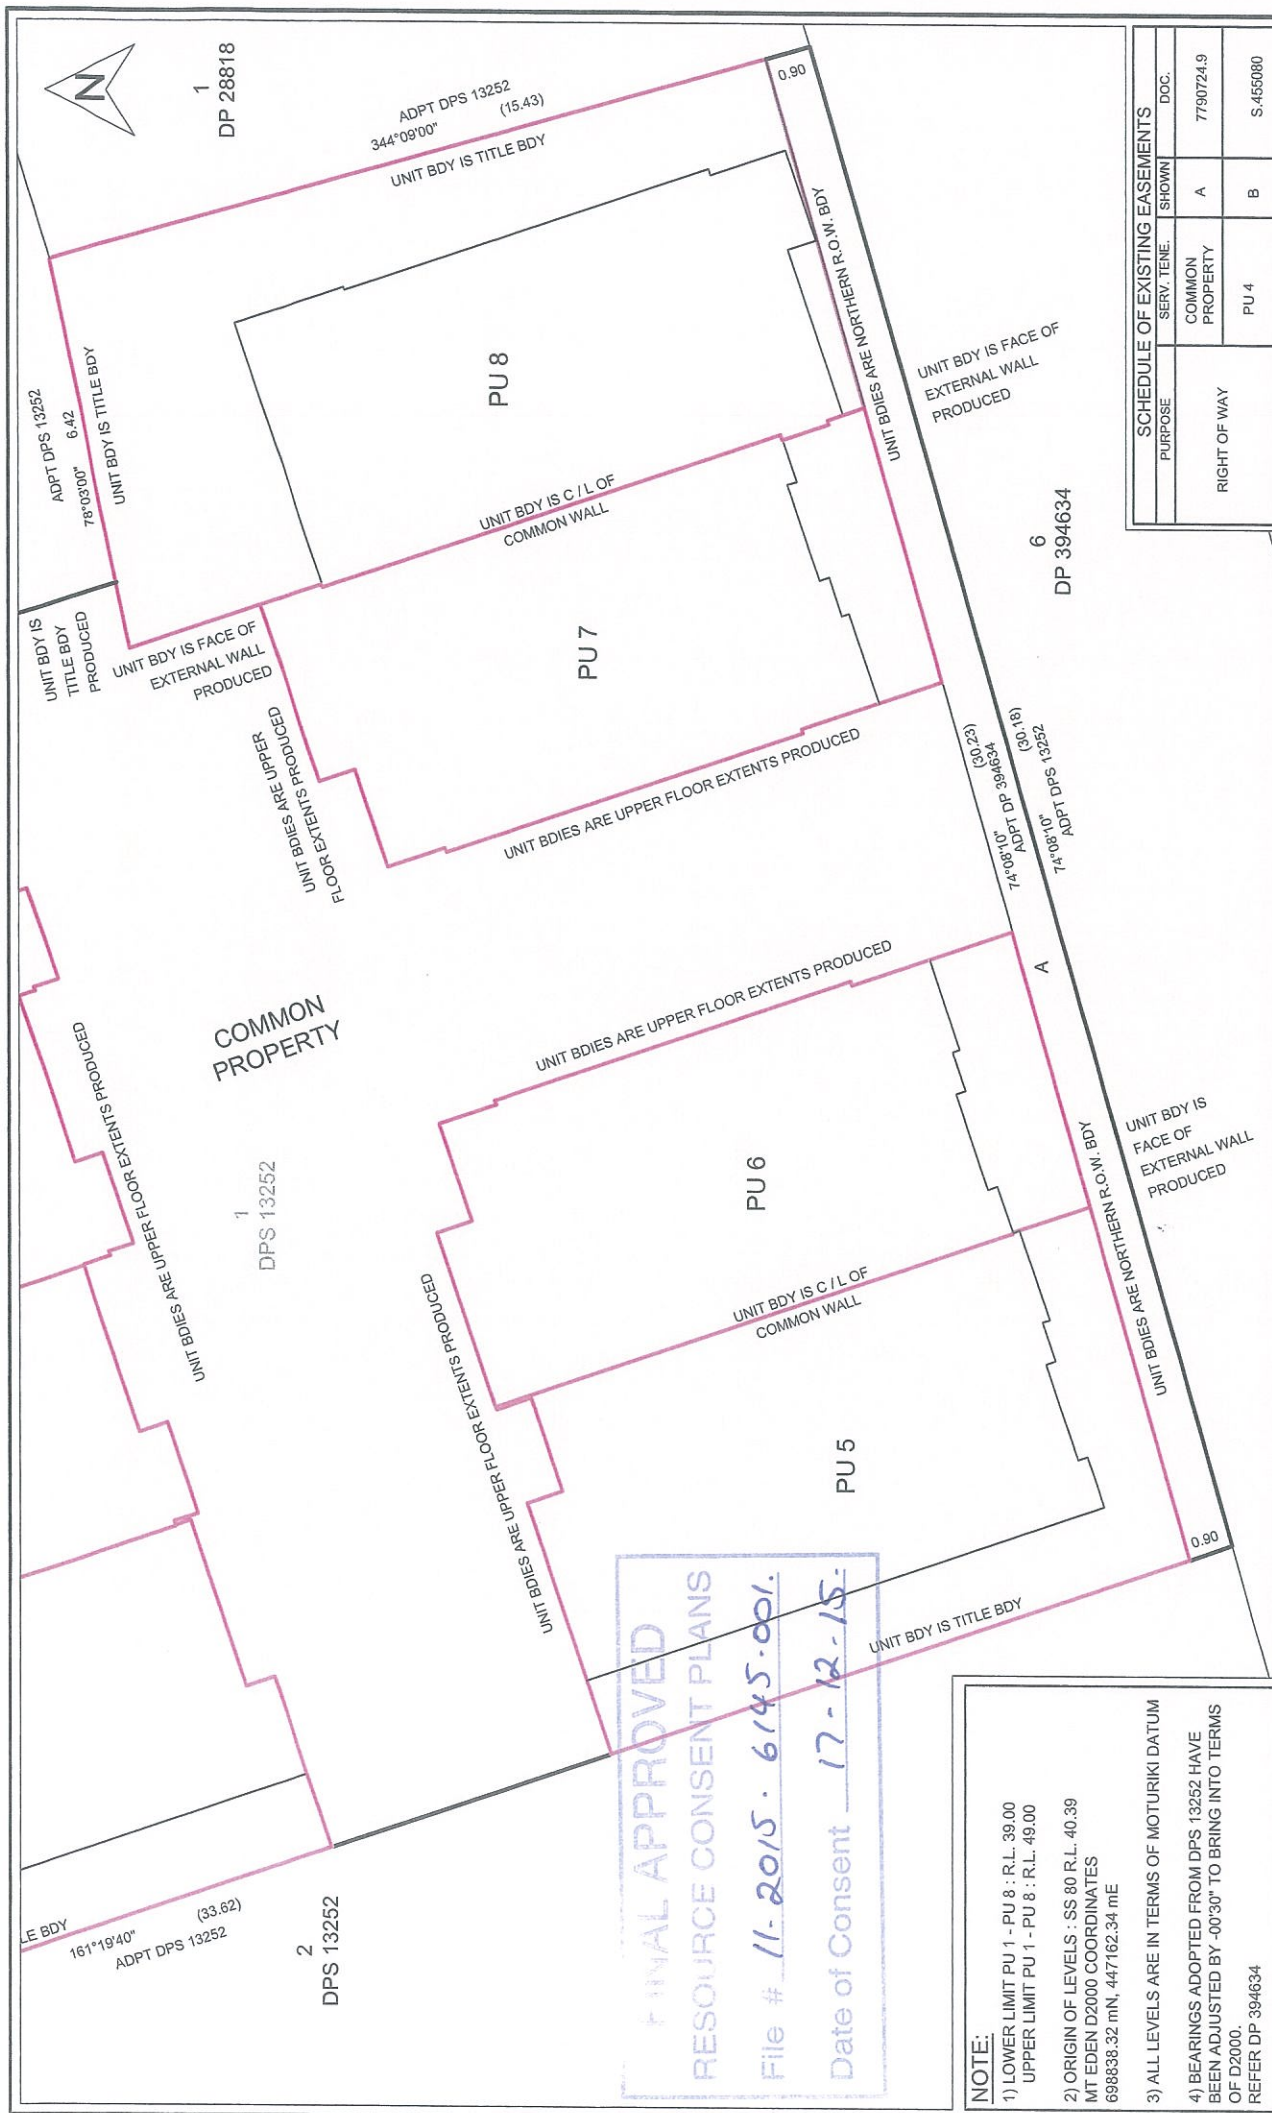 N
1
DP 28818
ADPT DPS 13252
344°09'00"
(15.43)
UNIT BDY IS TITLE BDY
0.90
ADPT DPS 13252
78°03'00"
6.42
UNIT BDY IS TITLE BDY
UNIT BDY IS
TITLE BDY
PRODUCED
UNIT BDY IS FACE OF
EXTERNAL WALL
PRODUCED
UNIT BDIES ARE UPPER
FLOOR EXTENTS PRODUCED
PU 8
UNIT BDY IS C / L OF
COMMON WALL
PU 7
UNIT BDIES ARE NORTHERN R.O.W. BDY
UNIT BDY IS FACE OF
EXTERNAL WALL
PRODUCED
UNIT BDIES ARE UPPER FLOOR EXTENTS PRODUCED
6
DP 394634
(30.23)
74°08'10"
ADPT DP 394634
(30.18)
74°08'10"
ADPT DPS 13252
A
COMMON
PROPERTY
UNIT BDIES ARE UPPER FLOOR EXTENTS PRODUCED
1
DPS 13252
UNIT BDIES ARE UPPER FLOOR EXTENTS PRODUCED
PU 6
UNIT BDY IS C / L OF
COMMON WALL
PU 5
UNIT BDIES ARE UPPER FLOOR EXTENTS PRODUCED
UNIT BDIES ARE NORTHERN R.O.W. BDY
UNIT BDY IS
FACE OF
EXTERNAL WALL
PRODUCED
0.90
UNIT BDY IS TITLE BDY
LE BDY
161°19'40"
(33.62)
ADPT DPS 13252
2
DPS 13252
FINAL APPROVED
RESOURCE CONSENT PLANS
File # 11-2015.6145.001.
Date of Consent 17-12-15.
NOTE:
1) LOWER LIMIT PU 1 - PU 8 : R.L. 39.00
UPPER LIMIT PU 1 - PU 8 : R.L. 49.00
2) ORIGIN OF LEVELS : SS 80 R.L. 40.39
MT EDEN D2000 COORDINATES
698838.32 mN, 447162.34 mE
3) ALL LEVELS ARE IN TERMS OF MOTURIKI DATUM
4) BEARINGS ADOPTED FROM DPS 13252 HAVE
BEEN ADJUSTED BY -00'30" TO BRING INTO TERMS
OF D2000.
REFER DP 394634
SCHEDULE OF EXISTING EASEMENTS
PURPOSE SERV. TENE. SHOWN DOC.
RIGHT OF WAY
COMMON
PROPERTY A 7790724.9
PU 4 B S.455080